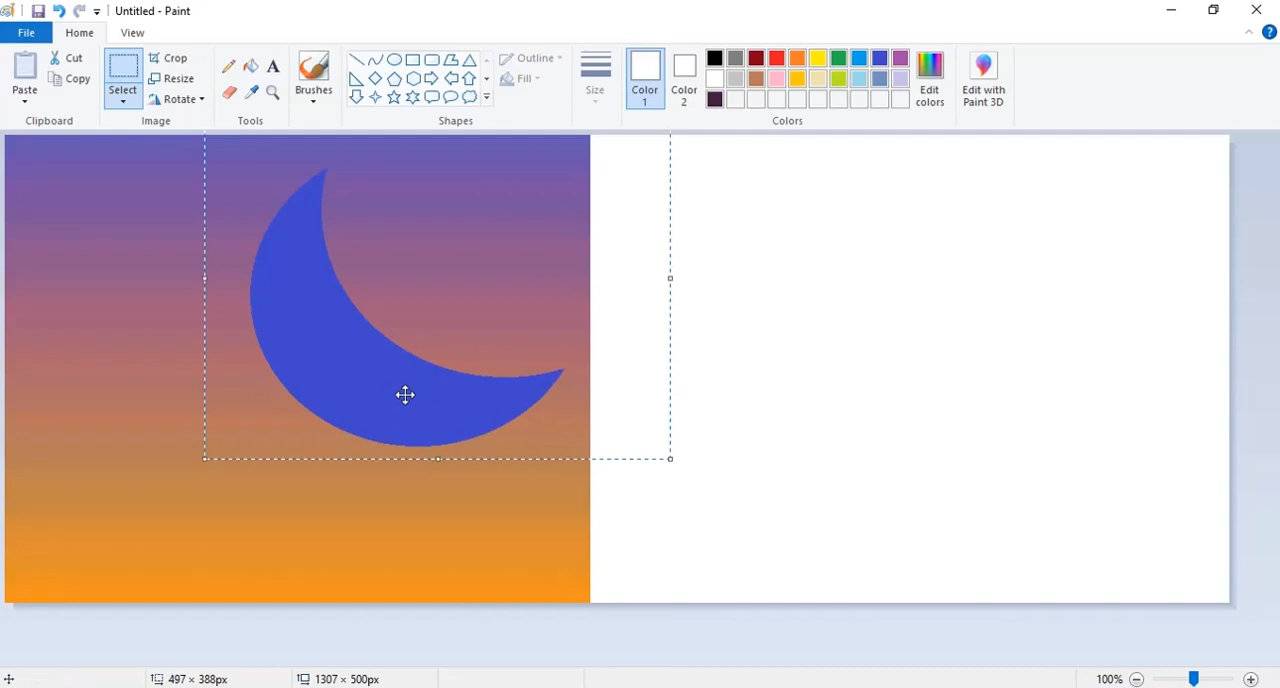 Untitled - Paint
File Home View
Paste
Cut
Copy
Clipboard
Select
Crop
Resize
Rotate
Image
A
Tools
Brushes
Outline
Fill
Shapes
Size
Color 1
Color 2
Edit colors
Colors
Edit with Paint 3D
497 × 388px 1307 × 500px 100%